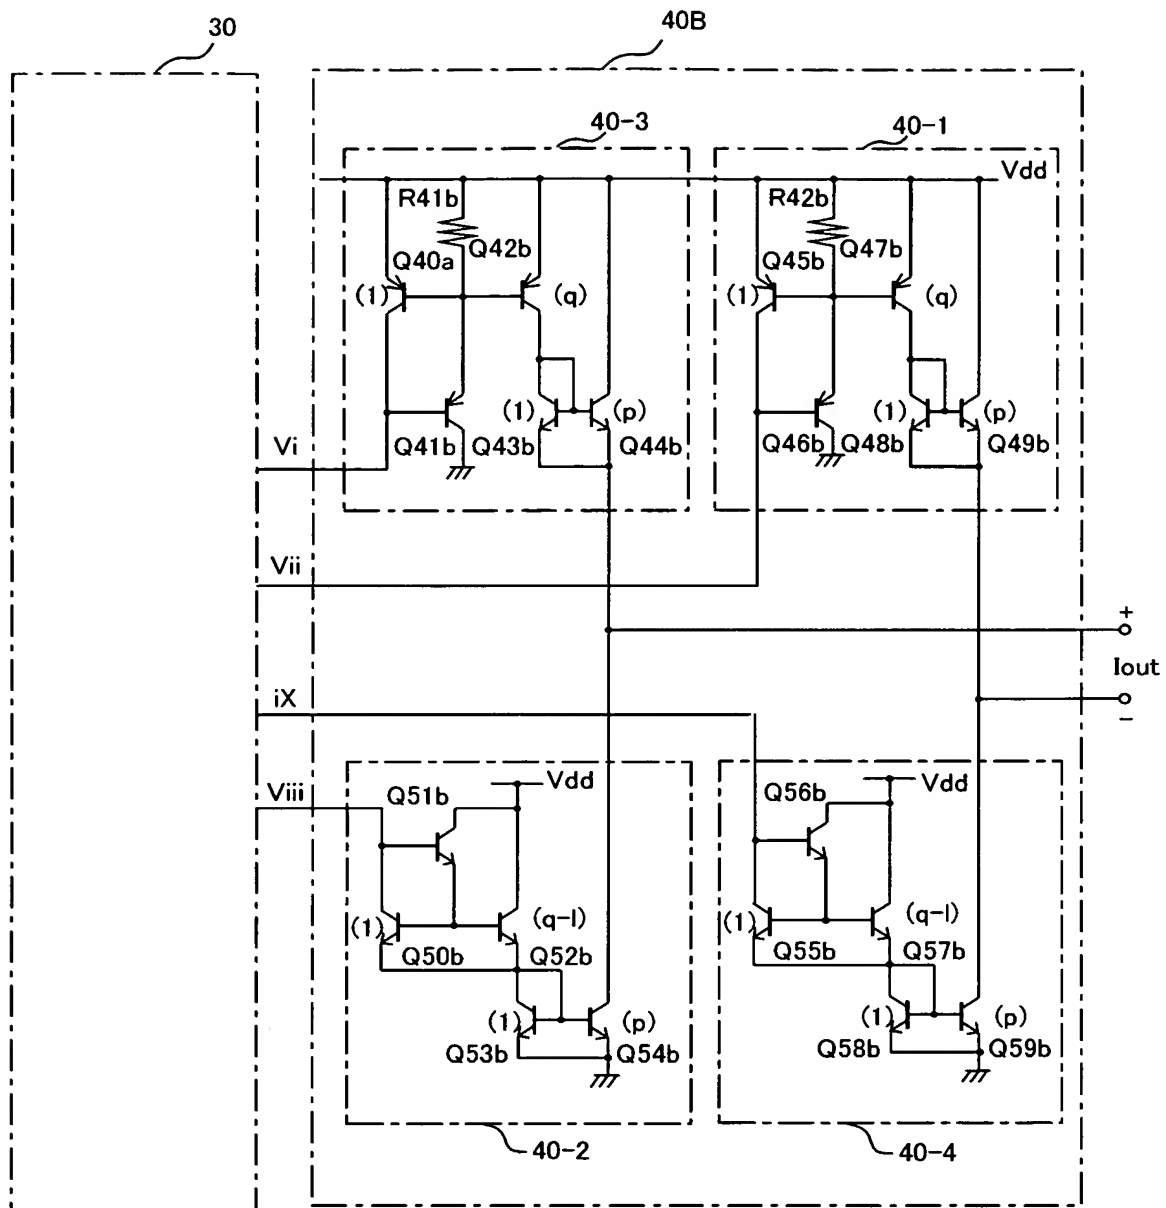 30
40B
40-3
40-1
Vdd
R41b
R42b
Q42b
Q47b
Q40a
Q45b
(1)
(q)
(1)
(q)
(1)
(p)
(1)
(p)
Q41b
Q43b
Q44b
Q46b
Q48b
Q49b
Vi
Vii
+
Iout
iX
−
Vdd
Vdd
Viii
Q51b
Q56b
(1)
(q-l)
(1)
(q-l)
Q50b
Q52b
Q55b
Q57b
(1)
(p)
(1)
(p)
Q53b
Q54b
Q58b
Q59b
40-2
40-4